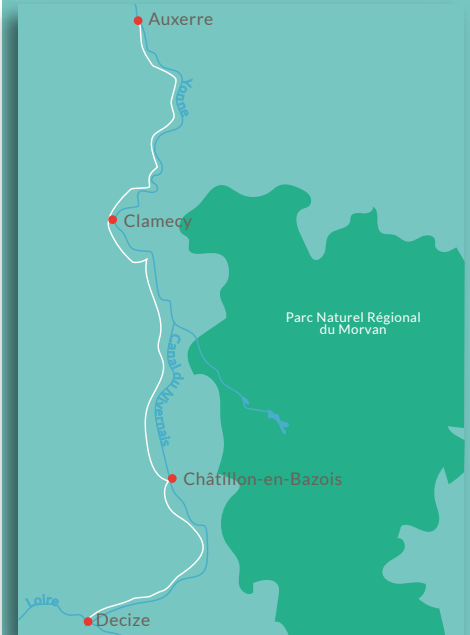 Auxerre
Yonne
Clamecy
Parc Naturel Régional
du Morvan
Canal du Nivernais
Châtillon-en-Bazois
Loire
Decize